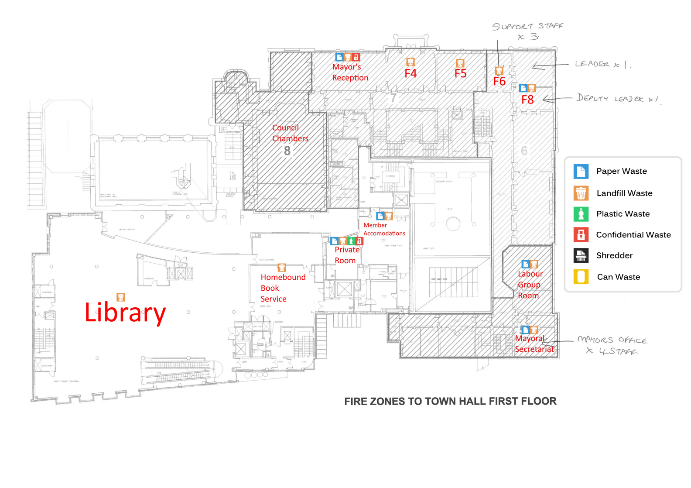 SUPPORT STAFF
x 3
Mayor's
Reception
F4
F5
F6
LEADER x 1.
F8
DEPUTY LEADER x 1.
7
Council
Chambers
8
6
Paper Waste
Landfill Waste
Plastic Waste
Confidential Waste
Shredder
Can Waste
Member
Accomodations
Private
Room
Homebound
Book
Service
Labour
Group
Room
Library
Mayoral
Secretariat
MAYORS OFFICE
x 4 STAFF
FIRE ZONES TO TOWN HALL FIRST FLOOR